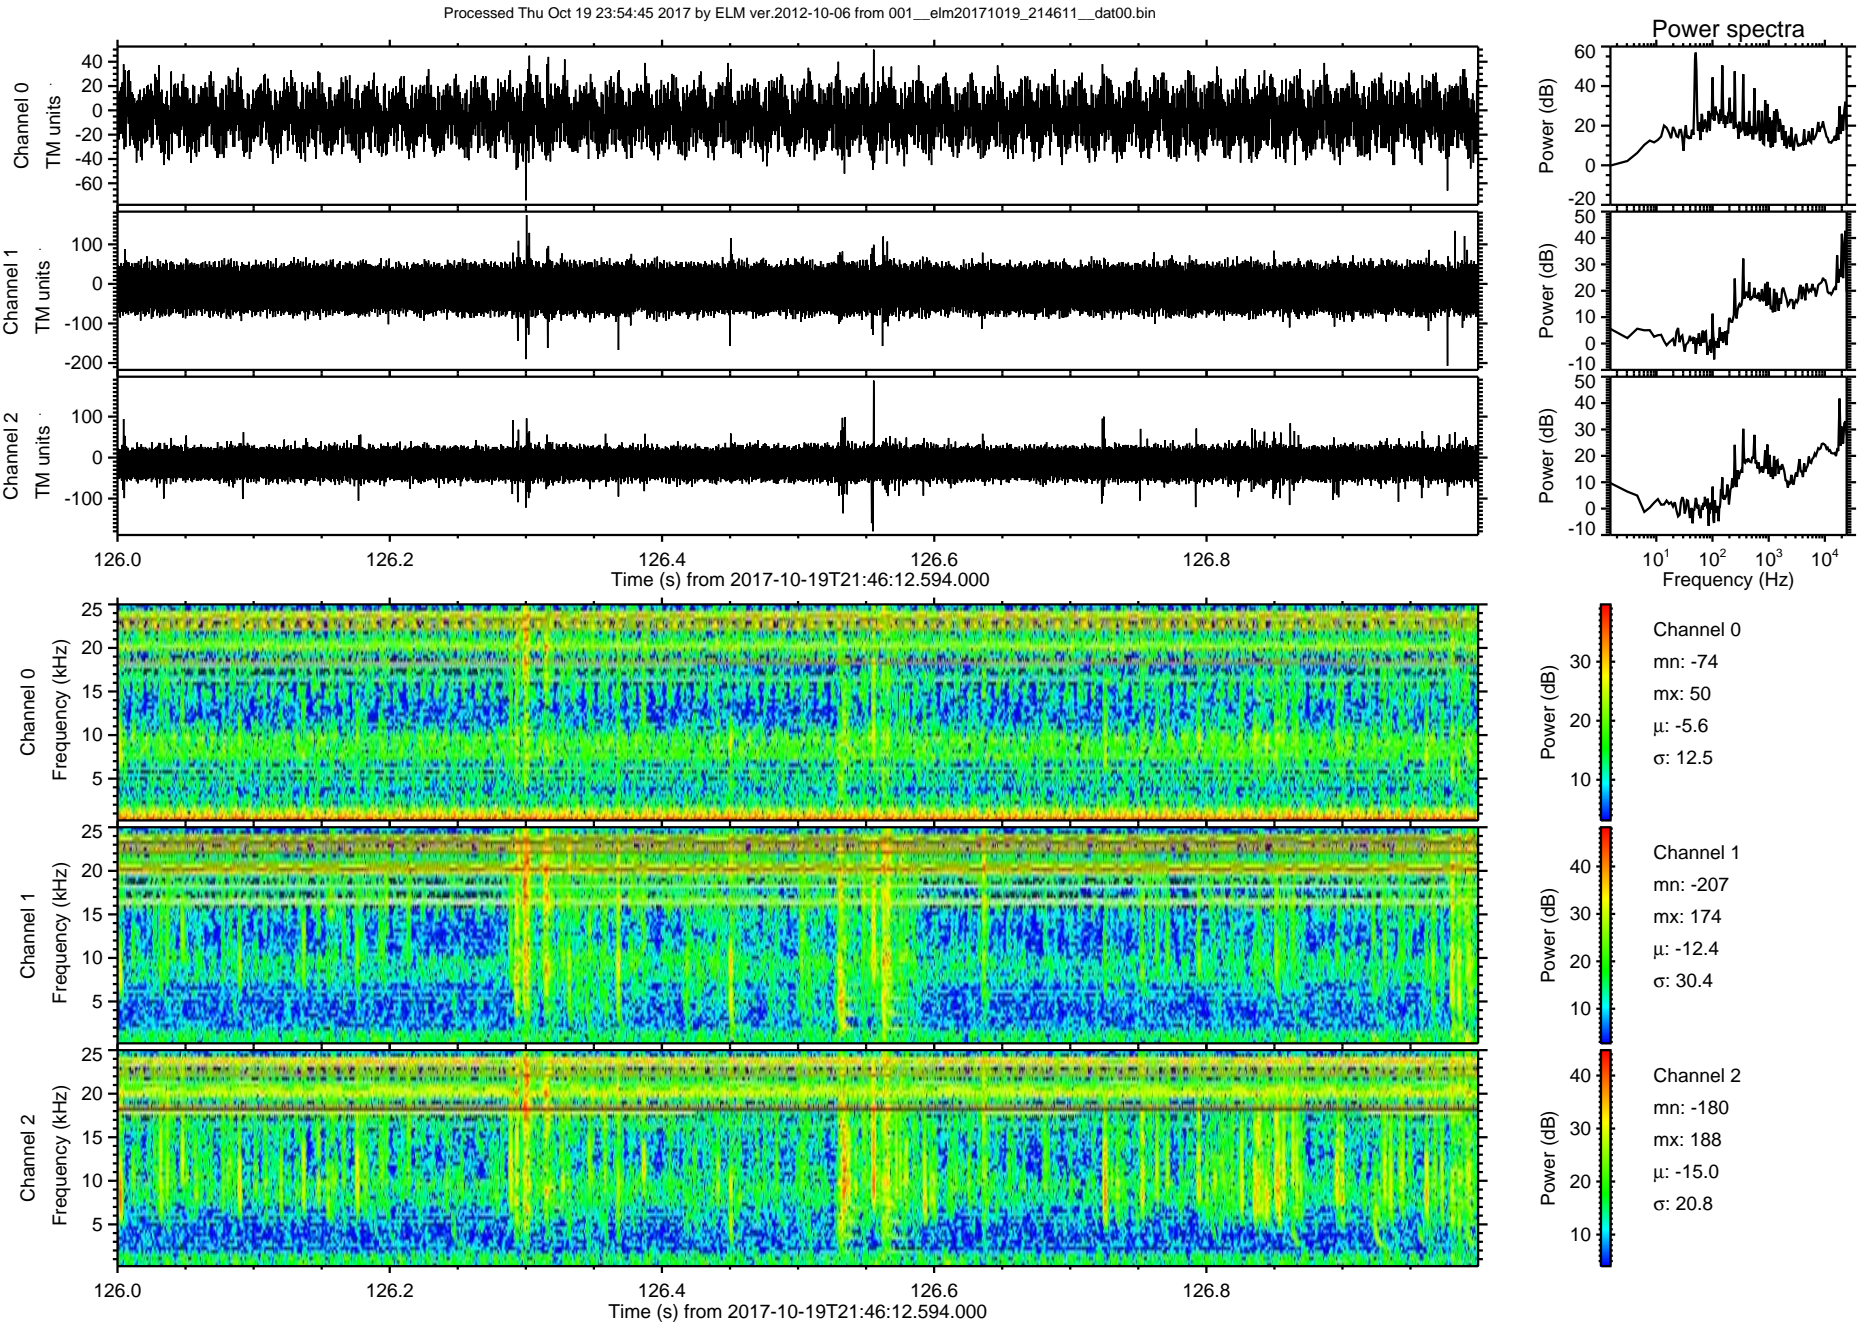 Processed Thu Oct 19 23:54:45 2017 by ELM ver.2012-10-06 from 001__elm20171019_214611__dat00.bin
Power spectra
Channel 0
TM units
40
20
0
-20
-40
-60
Power (dB)
60
40
20
0
-20
Channel 1
TM units
100
0
-100
-200
Power (dB)
50
40
30
20
10
0
-10
Channel 2
TM units
100
0
-100
Power (dB)
50
40
30
20
10
0
-10
126.0 126.2 126.4 126.6 126.8
Time (s) from 2017-10-19T21:46:12.594.000
10¹ 10² 10³ 10⁴
Frequency (Hz)
Channel 0
Frequency (kHz)
25
20
15
10
5
Power (dB)
30
20
10
Channel 0
mn: -74
mx: 50
μ: -5.6
σ: 12.5
Channel 1
Frequency (kHz)
25
20
15
10
5
Power (dB)
40
30
20
10
Channel 1
mn: -207
mx: 174
μ: -12.4
σ: 30.4
Channel 2
Frequency (kHz)
25
20
15
10
5
Power (dB)
40
30
20
10
Channel 2
mn: -180
mx: 188
μ: -15.0
σ: 20.8
126.0 126.2 126.4 126.6 126.8
Time (s) from 2017-10-19T21:46:12.594.000